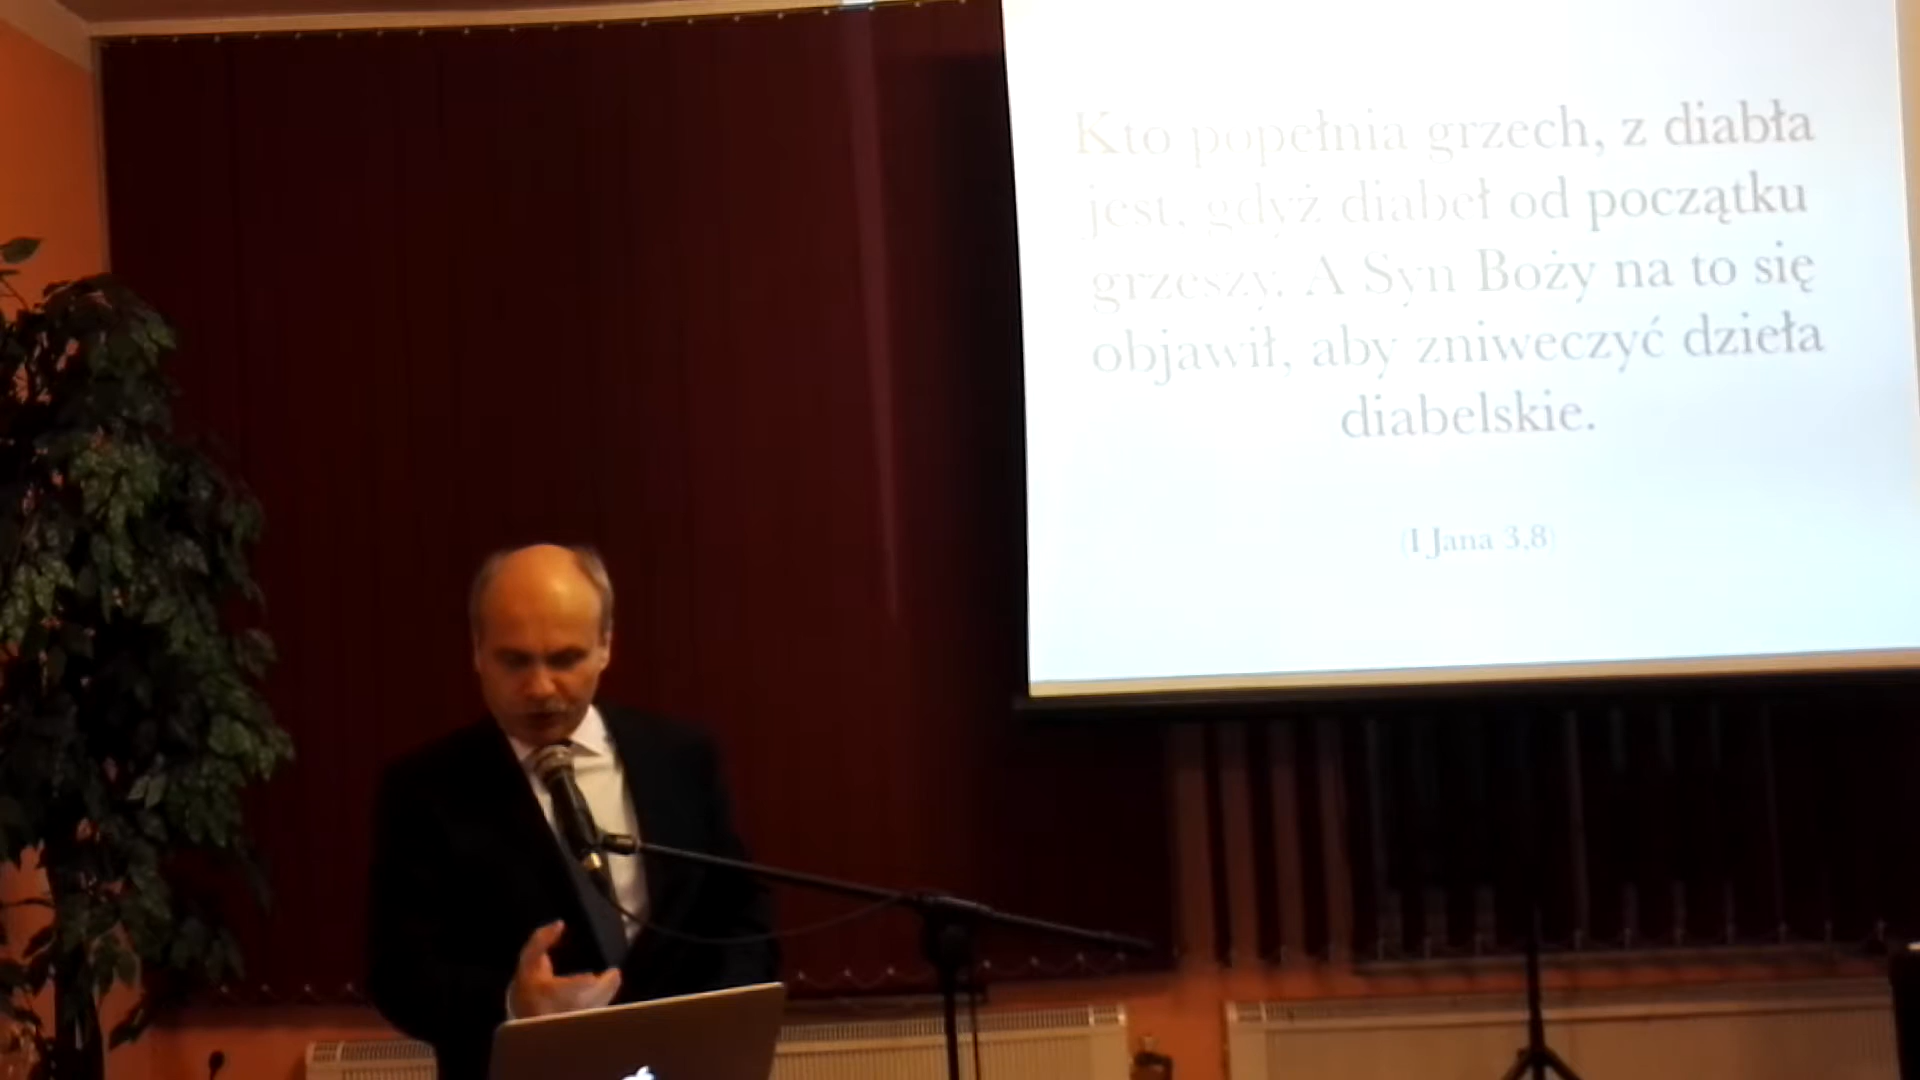 Kto popełnia grzech, z diabła
jest, gdyż diabeł od początku
grzeszy. A Syn Boży na to się
objawił, aby zniweczyć dzieła
diabelskie.
(I Jana 3,8)